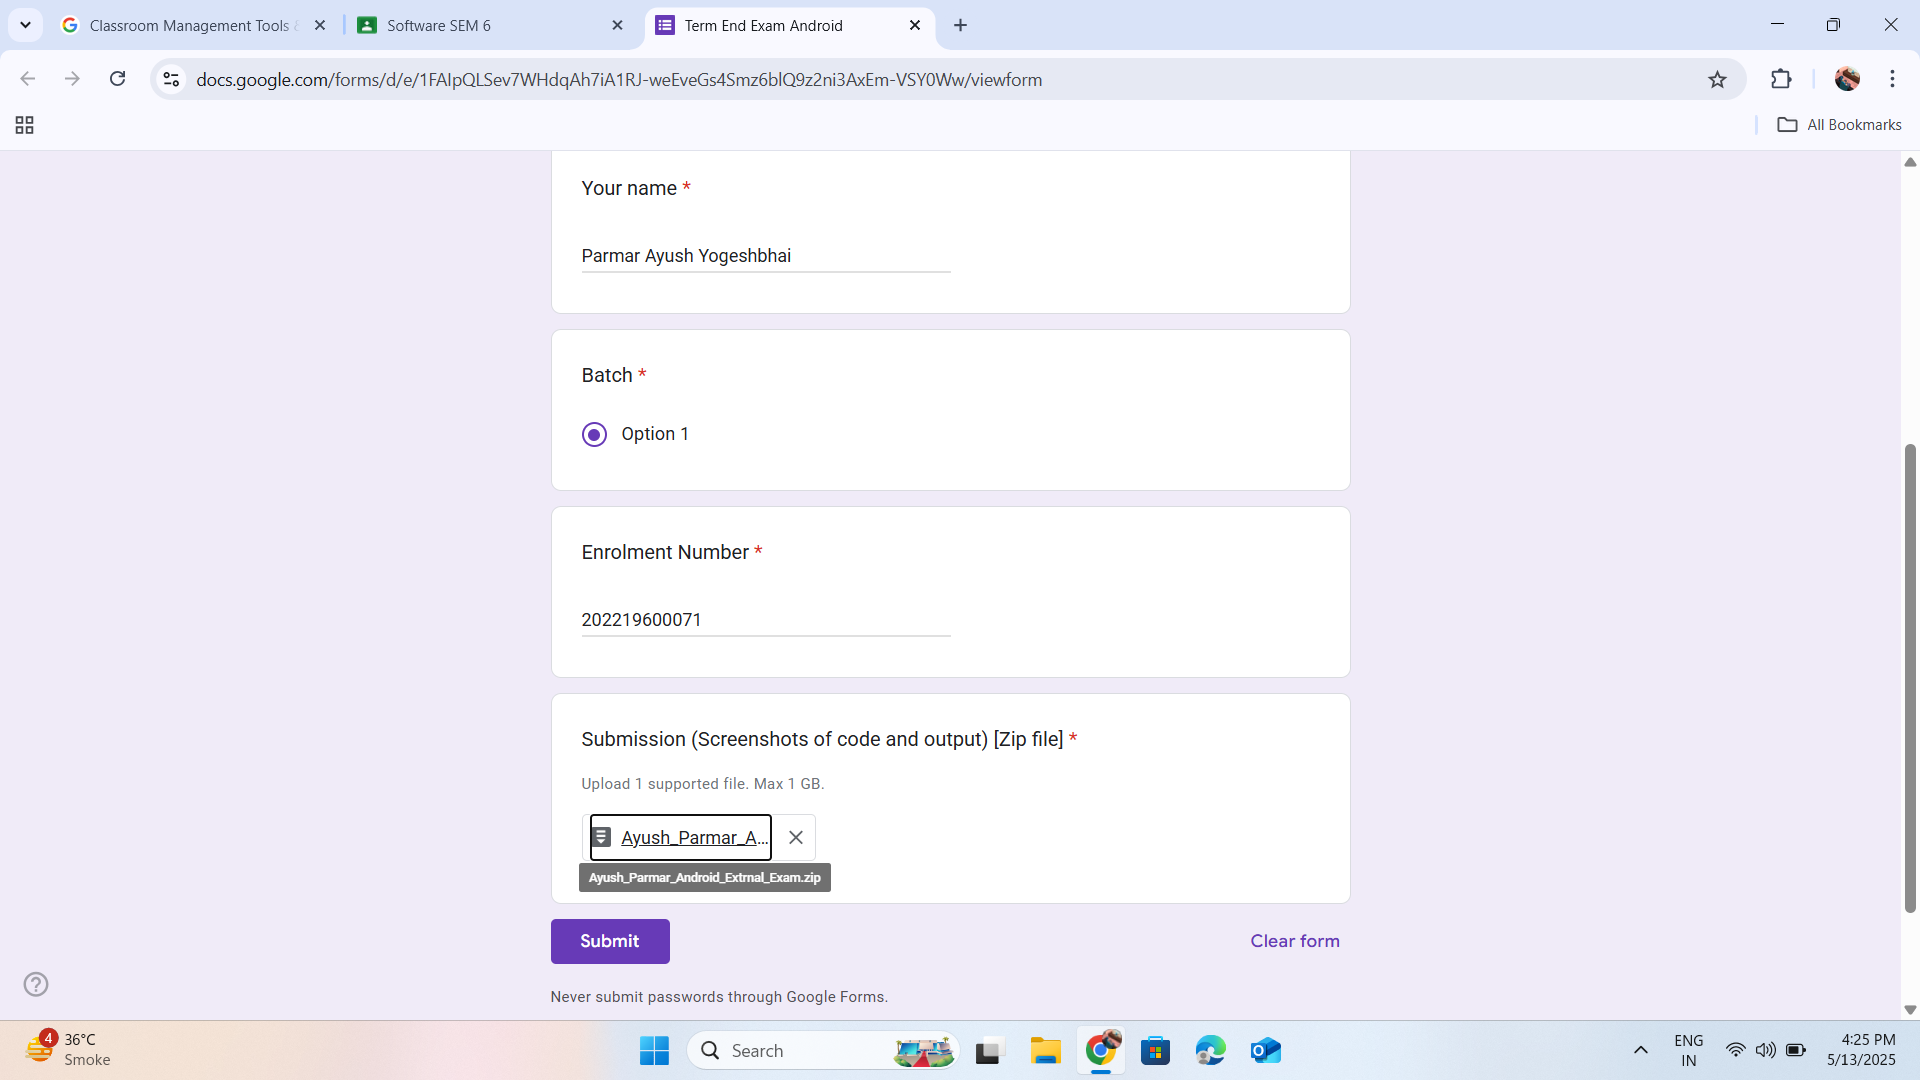 Classroom Management Tools
Software SEM 6
Term End Exam Android
docs.google.com/forms/d/e/1FAIpQLSev7WHdqAh7iA1RJ-weEveGs4Smz6blQ9z2ni3AxEm-VSY0Ww/viewform
All Bookmarks
Your name *
Parmar Ayush Yogeshbhai
Batch *
Option 1
Enrolment Number *
202219600071
Submission (Screenshots of code and output) [Zip file] *
Upload 1 supported file. Max 1 GB.
Ayush_Parmar_A...
Ayush_Parmar_Android_Extrnal_Exam.zip
Submit
Clear form
Never submit passwords through Google Forms.
4
36°C
Smoke
Search
ENG
IN
4:25 PM
5/13/2025